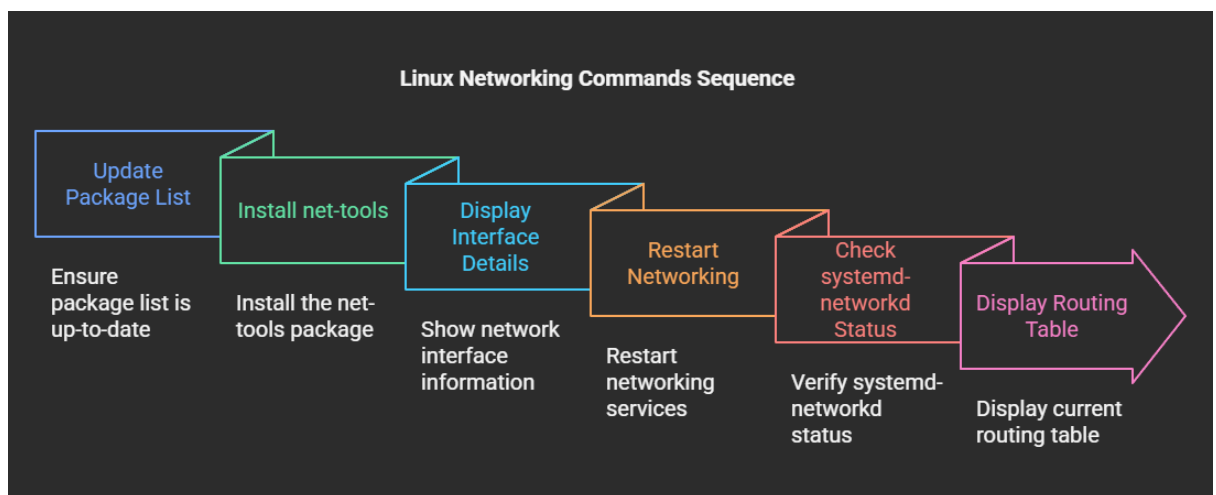 Linux Networking Commands Sequence
Update
Package List
Ensure
package list is
up-to-date
Install net-tools
Install the net-
tools package
Display
Interface
Details
Show network
interface
information
Restart
Networking
Restart
networking
services
Check
systemd-
networkd
Status
Verify systemd-
networkd
status
Display Routing
Table
Display current
routing table